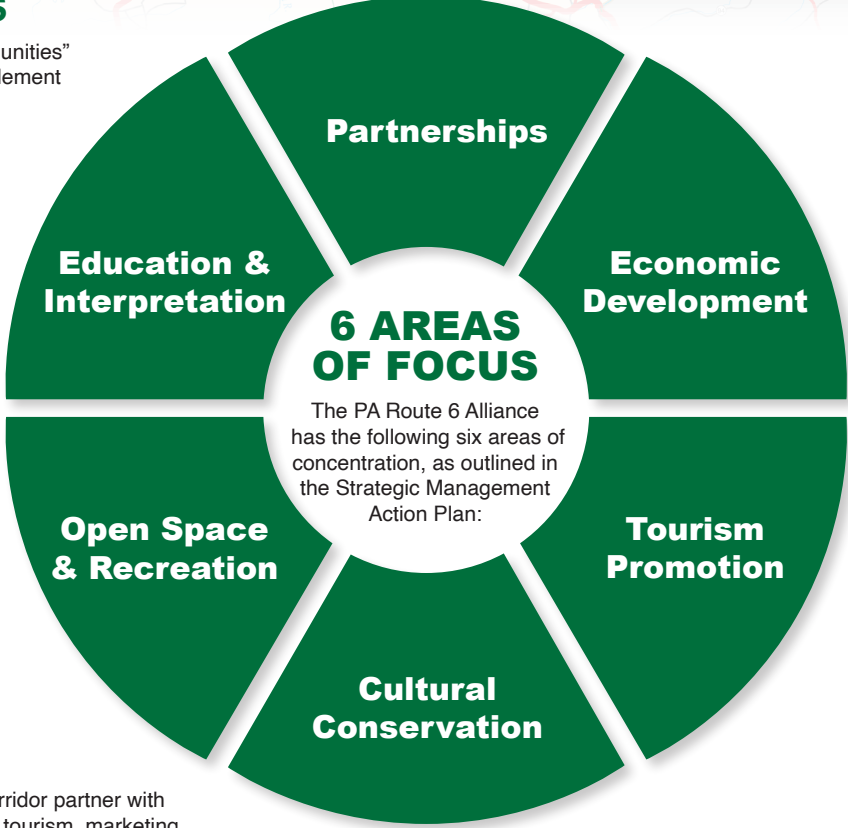 S
unities”
lement
Partnerships
Education &
Interpretation
Economic
Development
6 AREAS
OF FOCUS
The PA Route 6 Alliance
has the following six areas of
concentration, as outlined in
the Strategic Management
Action Plan:
Open Space
& Recreation
Tourism
Promotion
Cultural
Conservation
rridor partner with
tourism, marketing